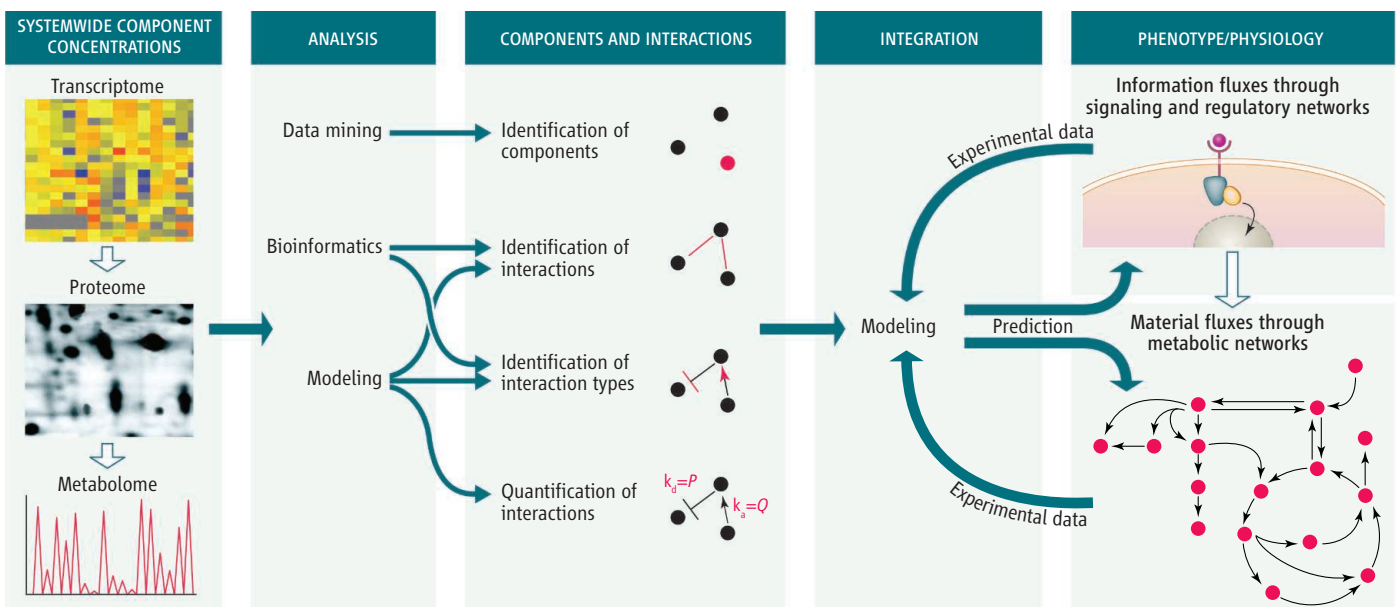 SYSTEMWIDE COMPONENT
CONCENTRATIONS
Transcriptome
Proteome
Metabolome
ANALYSIS
Data mining
Bioinformatics
Modeling
COMPONENTS AND INTERACTIONS
Identification of
components
Identification of
interactions
Identification of
interaction types
Quantification of
interactions
k_d=P
k_a=Q
INTEGRATION
Experimental data
Modeling
Prediction
Experimental data
PHENOTYPE/PHYSIOLOGY
Information fluxes through
signaling and regulatory networks
Material fluxes through
metabolic networks